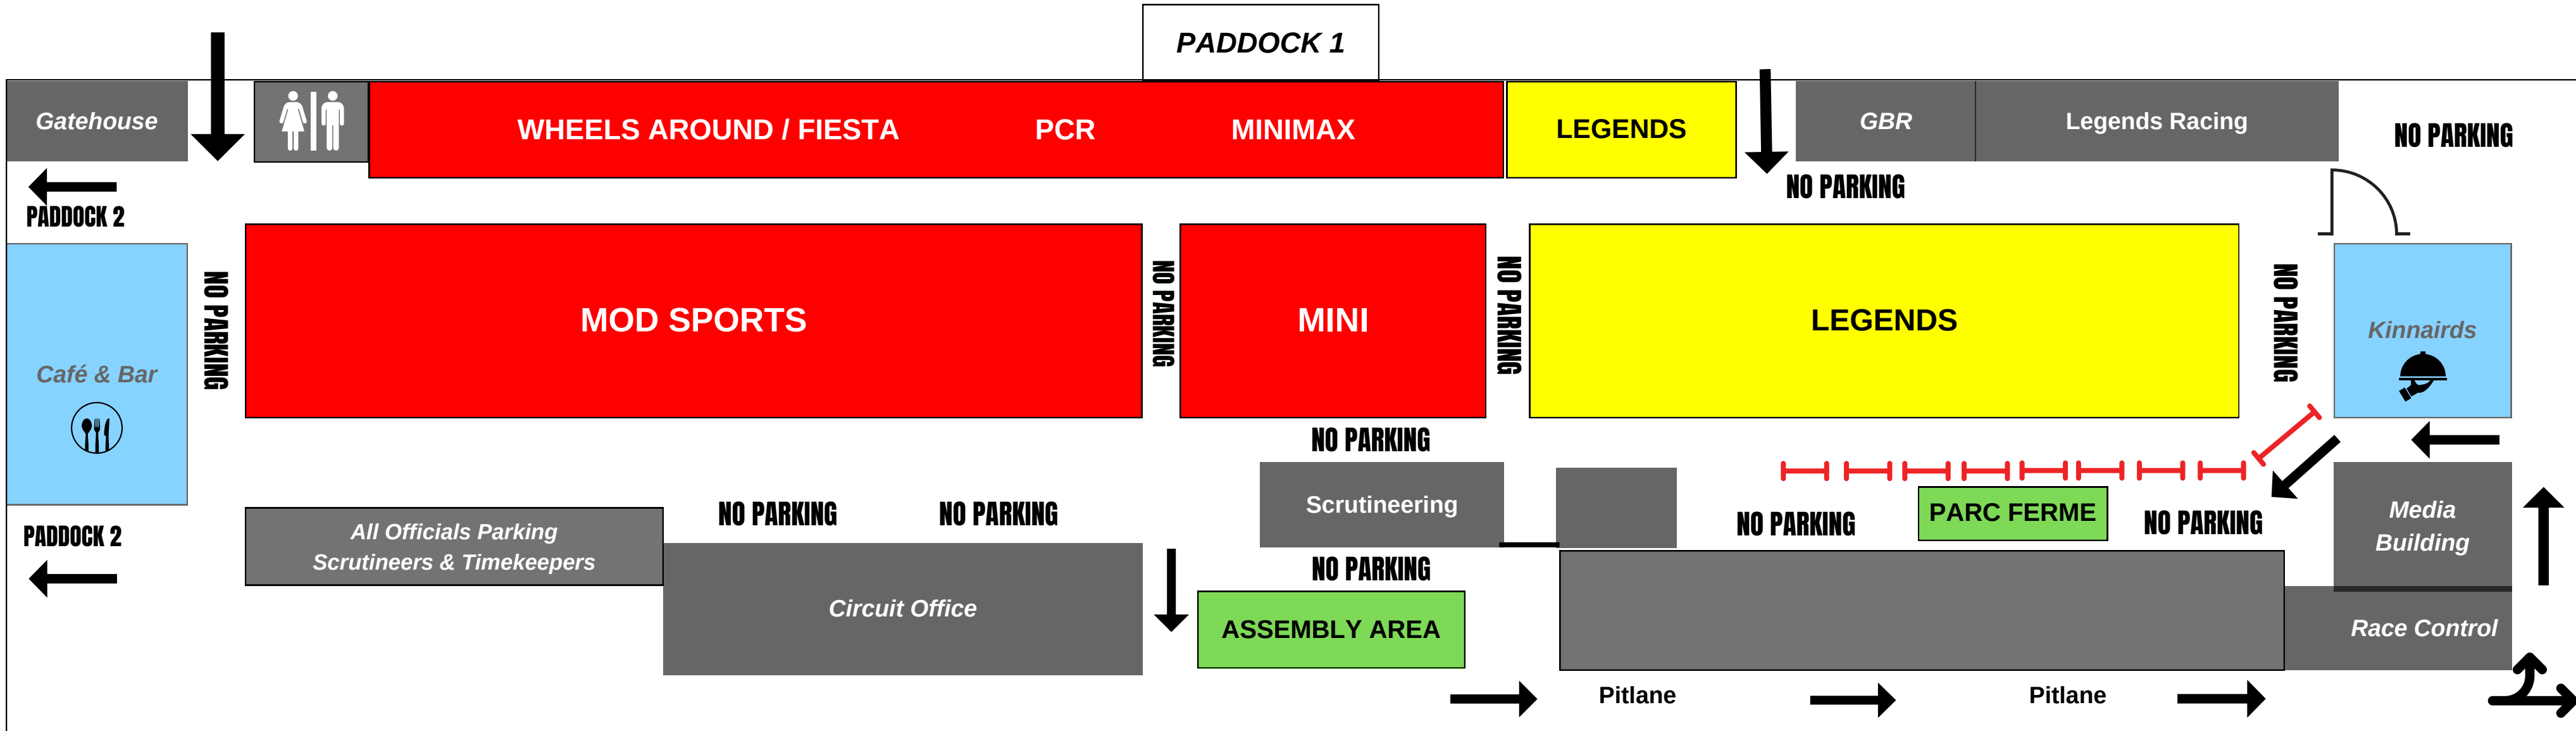 PADDOCK 1
Gatehouse
WHEELS AROUND / FIESTA
PCR
MINIMAX
LEGENDS
GBR
Legends Racing
NO PARKING
NO PARKING
PADDOCK 2
NO PARKING
MOD SPORTS
NO PARKING
MINI
NO PARKING
LEGENDS
NO PARKING
Kinnairds
Café & Bar
NO PARKING
Scrutineering
NO PARKING
NO PARKING
NO PARKING
PARC FERME
NO PARKING
Media
Building
PADDOCK 2
All Officials Parking
Scrutineers & Timekeepers
NO PARKING
Circuit Office
ASSEMBLY AREA
Race Control
Pitlane
Pitlane